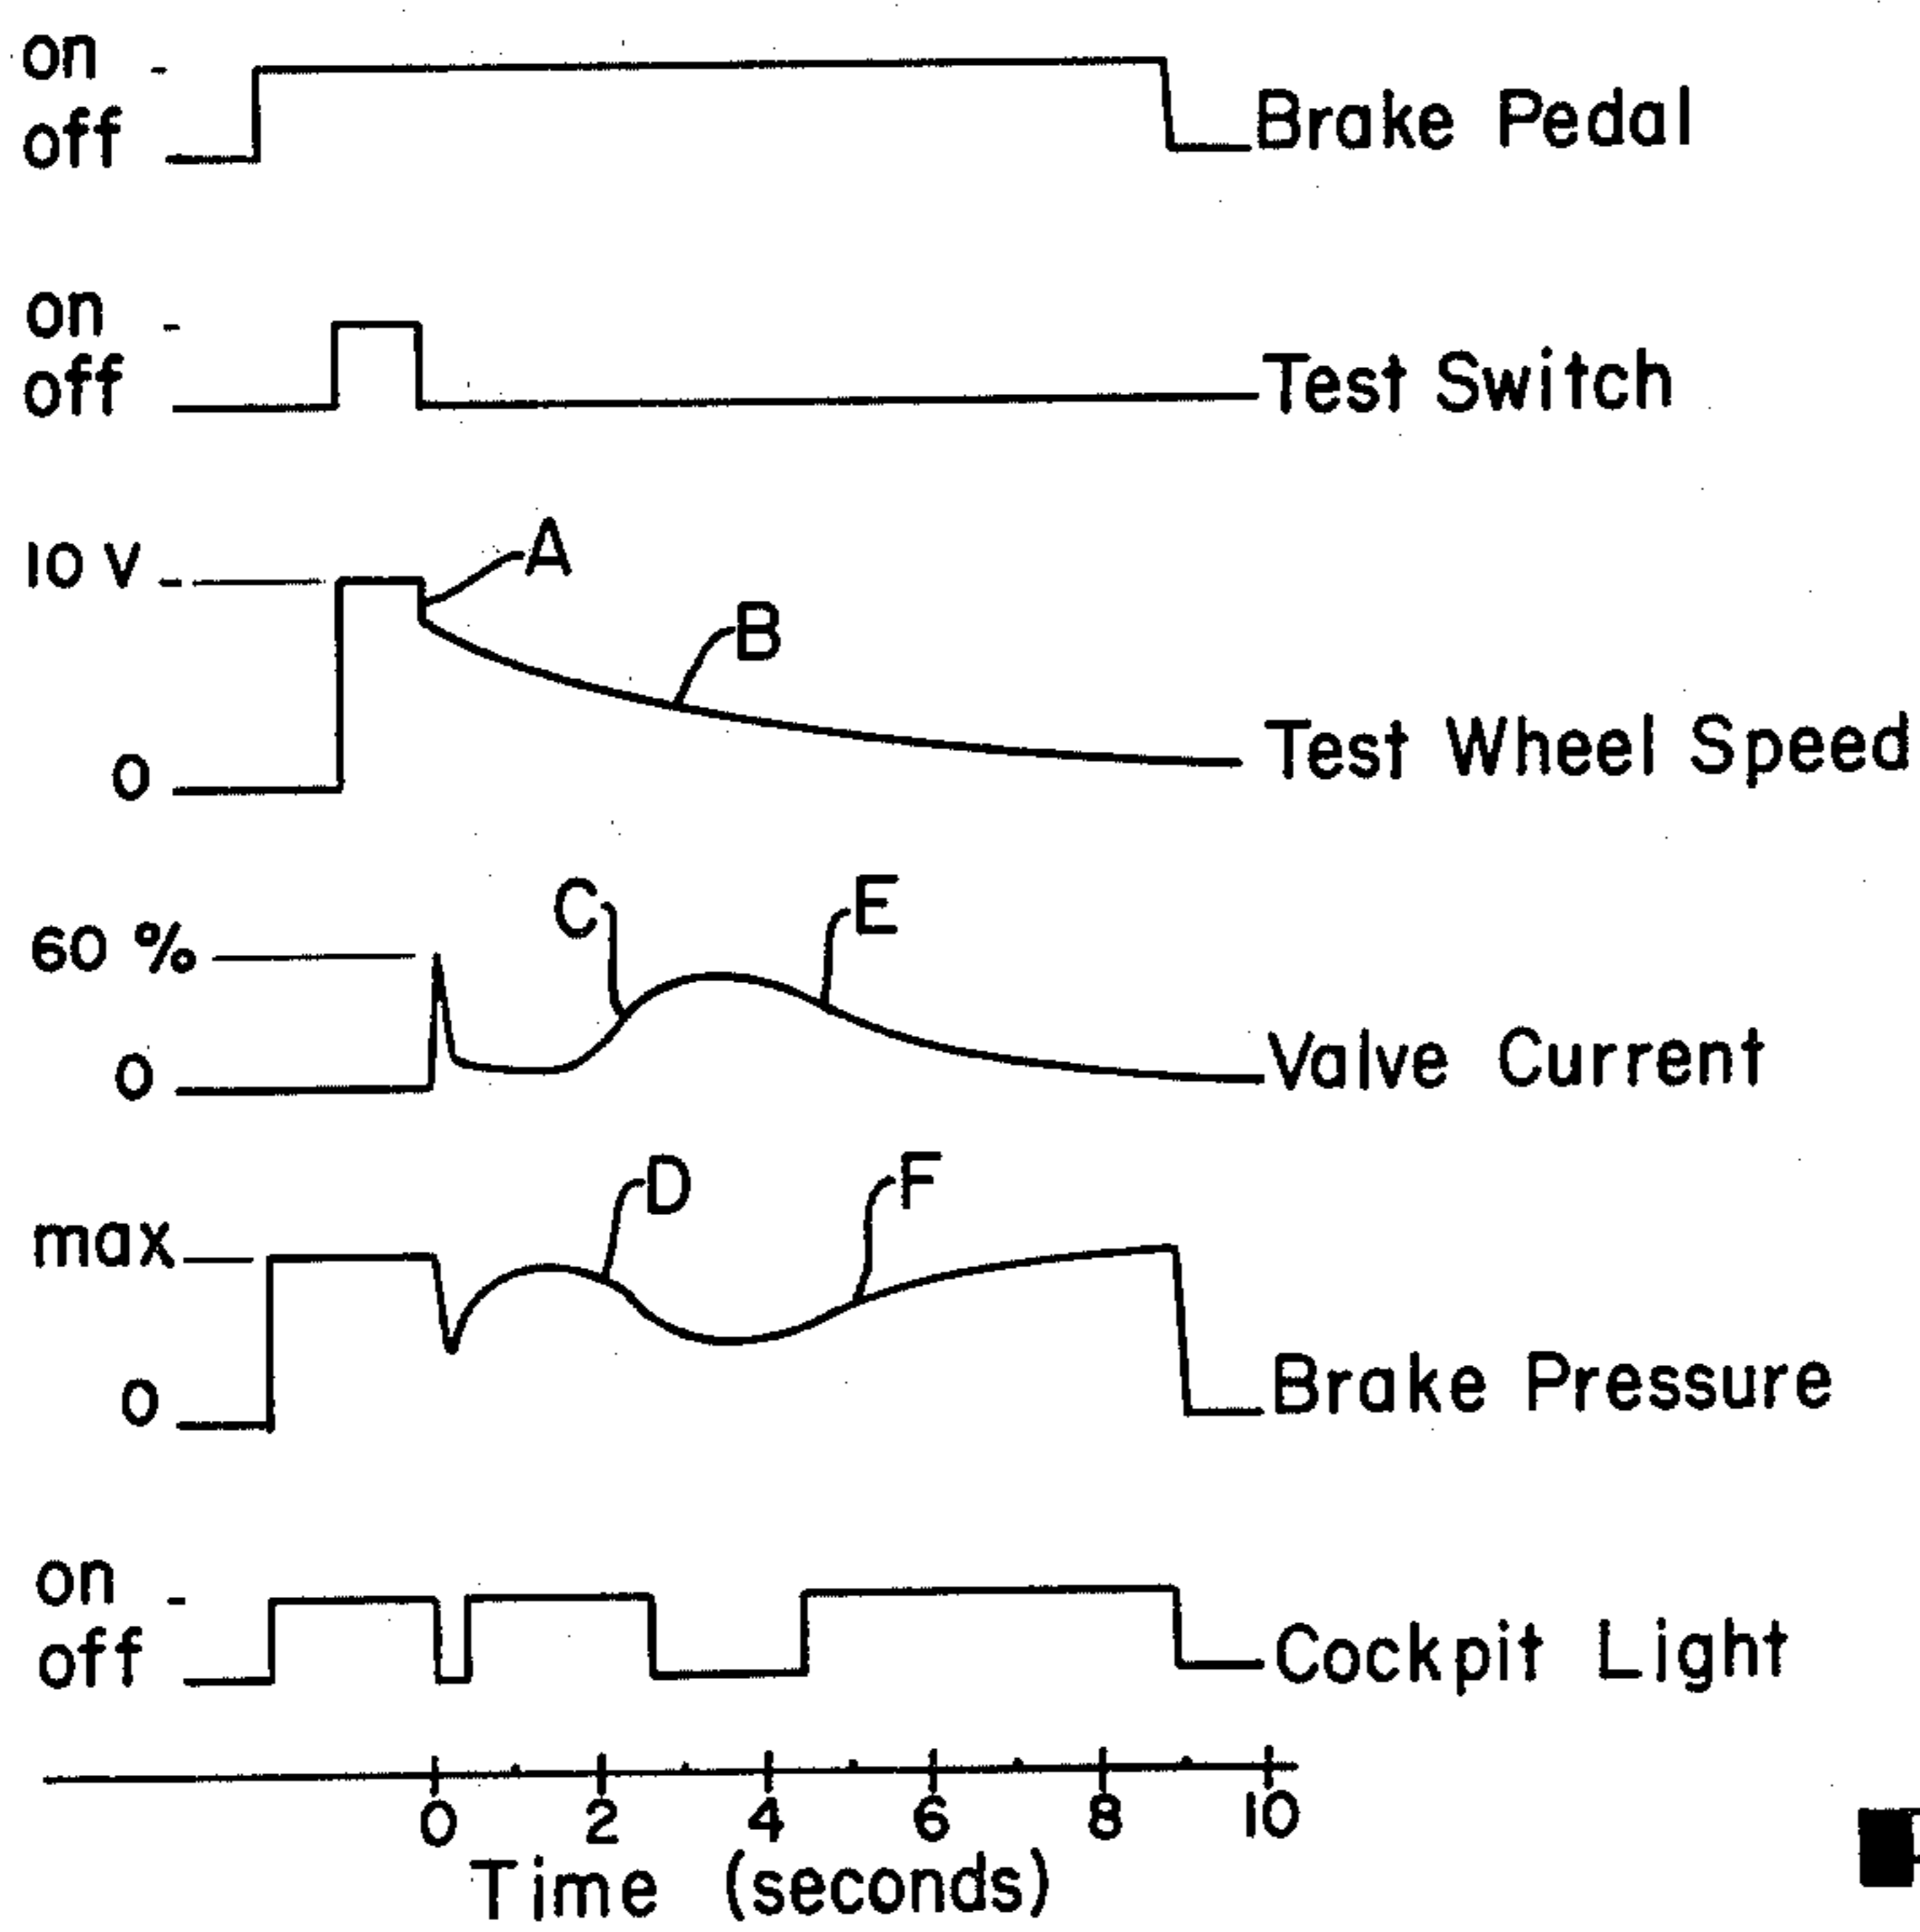 on
off
Brake Pedal
on
off
Test Switch
10 V
A
B
0
Test Wheel Speed
60 %
C
E
0
Valve Current
max
D
F
0
Brake Pressure
on
off
Cockpit Light
0 2 4 6 8 10
Time (seconds)